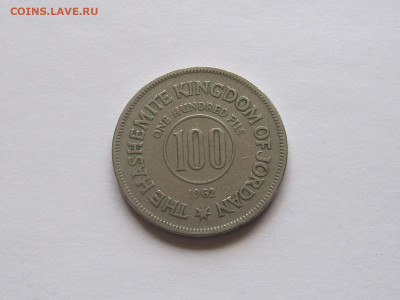 COINS.LAVE.RU
THE HASHEMITE KINGDOM OF JORDAN
ONE HUNDRED FILS
100
1962